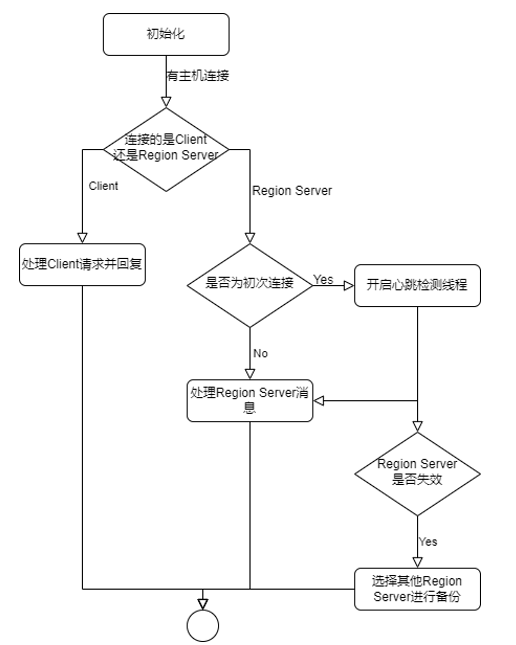 初始化
有主机连接
连接的是Client
还是Region Server
Client
Region Server
处理Client请求并回复
是否为初次连接
Yes
开启心跳检测线程
No
处理Region Server消
息
Region Server
是否失效
Yes
选择其他Region
Server进行备份